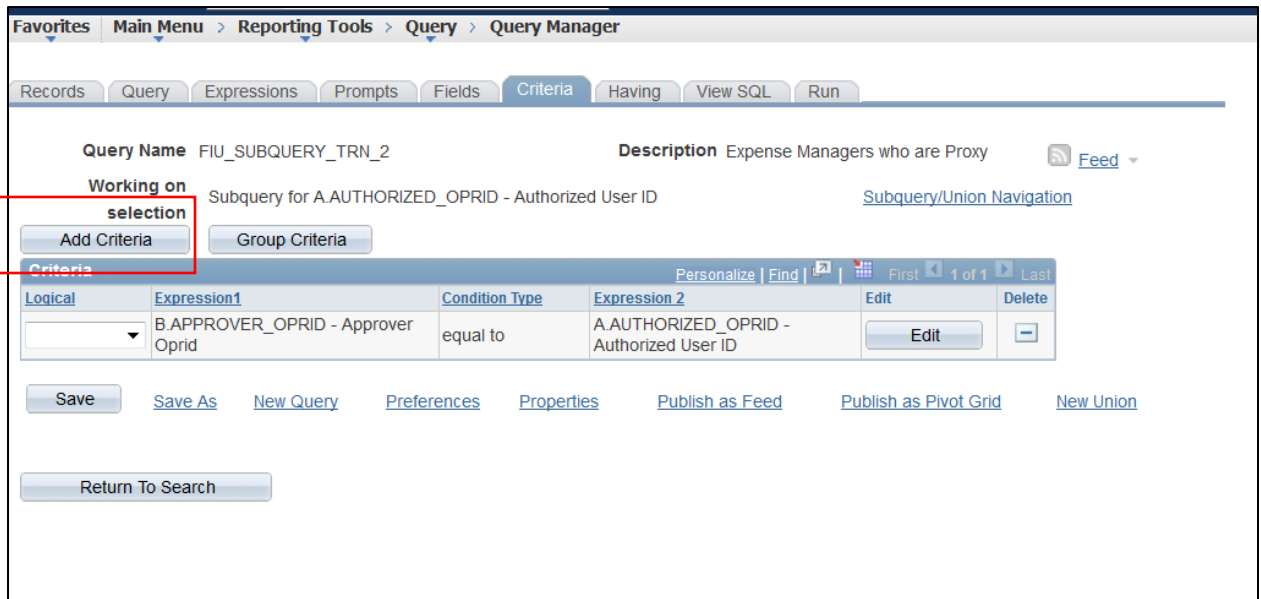 Favorites Main Menu > Reporting Tools > Query > Query Manager
Records Query Expressions Prompts Fields Criteria Having View SQL Run
Query Name FIU_SUBQUERY_TRN_2 Description Expense Managers who are Proxy Feed
Working on selection Subquery for A.AUTHORIZED_OPRID - Authorized User ID Subquery/Union Navigation
Add Criteria Group Criteria
Criteria Personalize | Find | | First 1 of 1 Last
Logical Expression1 Condition Type Expression 2 Edit Delete
B.APPROVER_OPRID - Approver Oprid equal to A.AUTHORIZED_OPRID - Authorized User ID Edit
Save Save As New Query Preferences Properties Publish as Feed Publish as Pivot Grid New Union
Return To Search